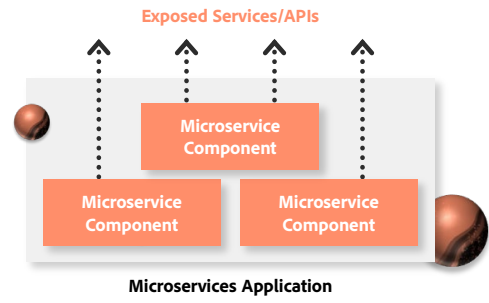 Exposed Services/APIs
Microservice
Component
Microservice
Component
Microservice
Component
Microservices Application